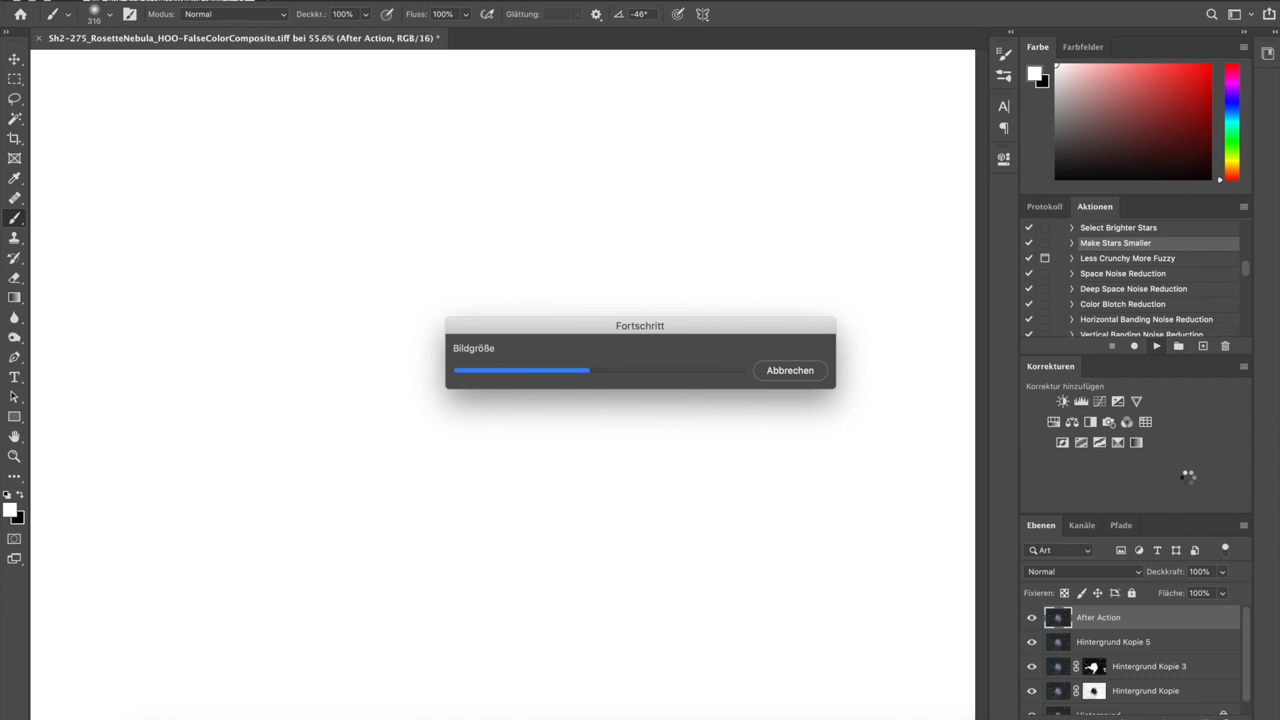 316 Modus: Normal Deckkr.: 100% Fluss: 100% Glättung: -46°
× Sh2-275_RosetteNebula_HOO-FalseColorComposite.tiff bei 55.6% (After Action, RGB/16) *
Farbe Farbfelder
Protokoll Aktionen
Select Brighter Stars
Make Stars Smaller
Less Crunchy More Fuzzy
Space Noise Reduction
Deep Space Noise Reduction
Color Blotch Reduction
Horizontal Banding Noise Reduction
Vertical Banding Noise Reduction
Fortschritt
Bildgröße
Abbrechen
Korrekturen
Korrektur hinzufügen
Ebenen Kanäle Pfade
Art
Normal Deckkraft: 100%
Fixieren: Fläche: 100%
After Action
Hintergrund Kopie 5
Hintergrund Kopie 3
Hintergrund Kopie
Hintergrund